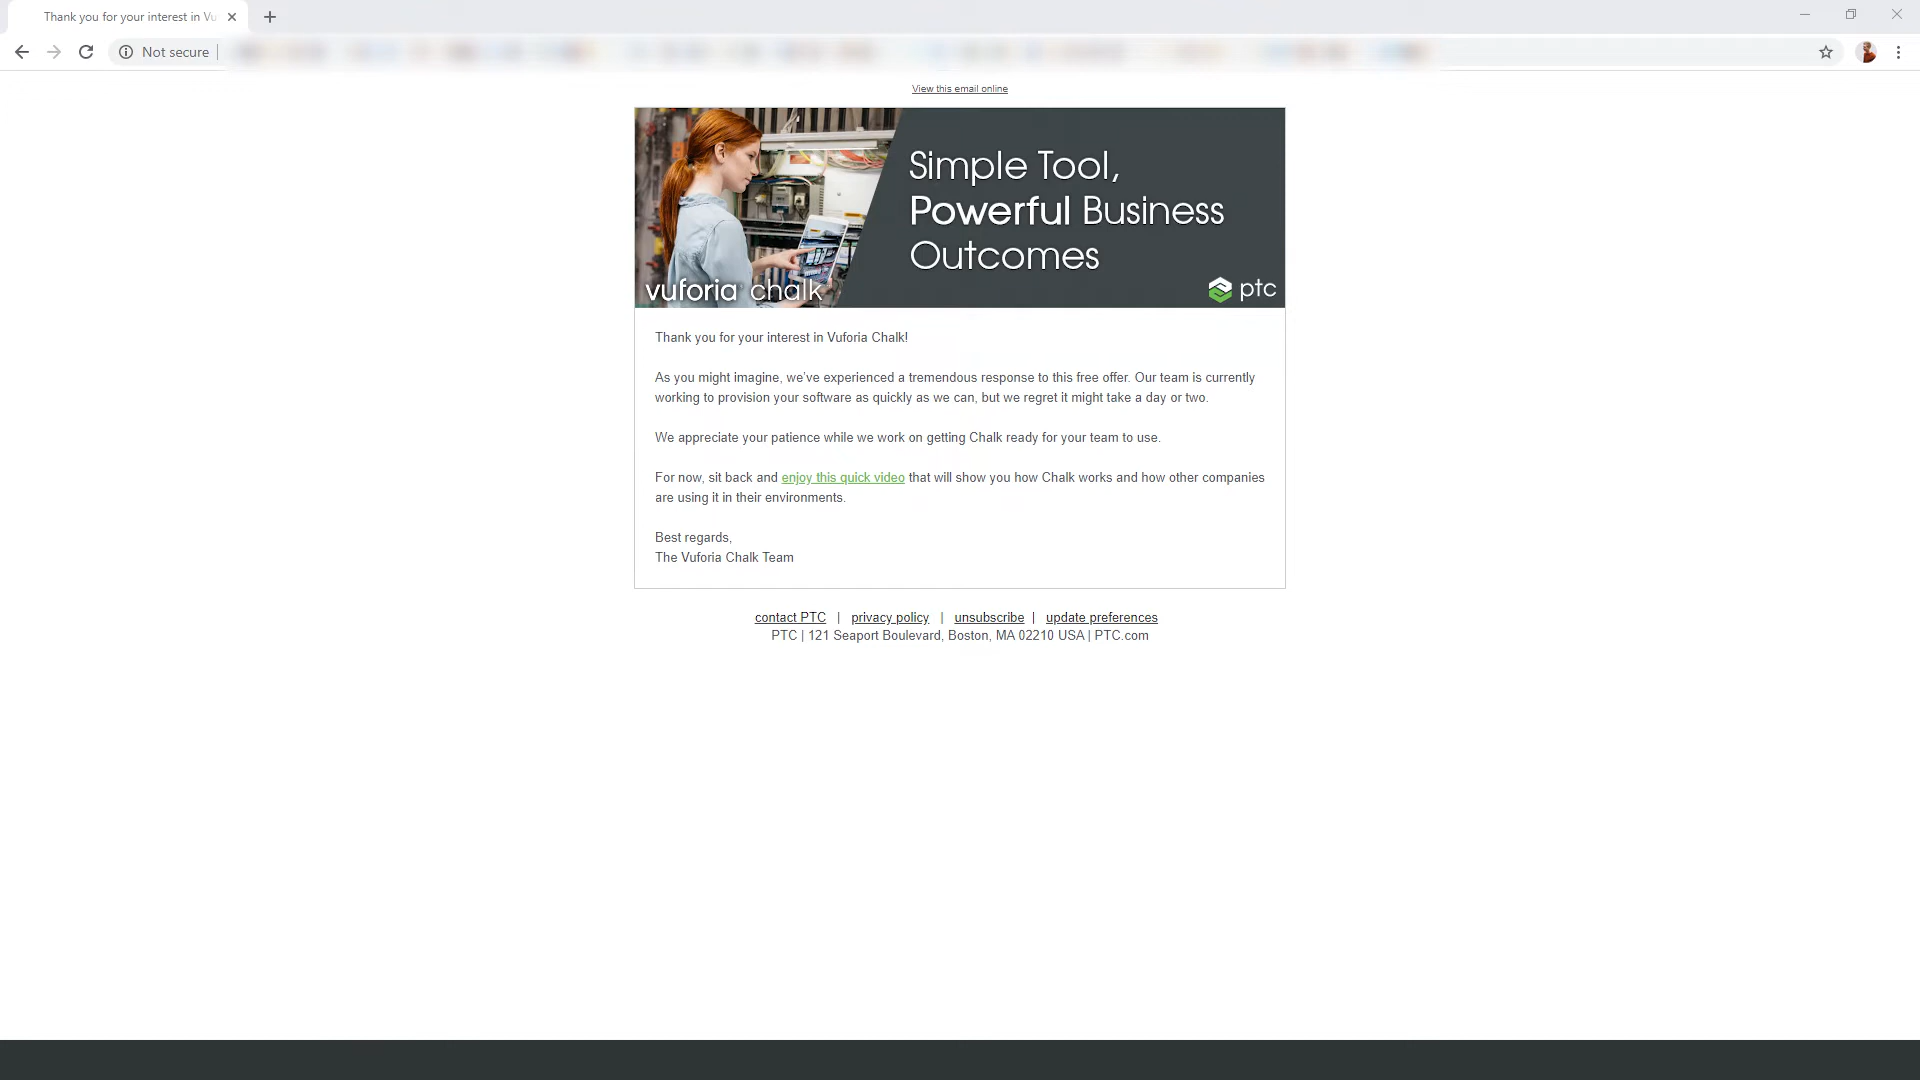 Thank you for your interest in Vu
Not secure
View this email online
Simple Tool,
Powerful Business
Outcomes
vuforia chalk
ptc
Thank you for your interest in Vuforia Chalk!
As you might imagine, we've experienced a tremendous response to this free offer. Our team is currently
working to provision your software as quickly as we can, but we regret it might take a day or two.
We appreciate your patience while we work on getting Chalk ready for your team to use.
For now, sit back and enjoy this quick video that will show you how Chalk works and how other companies
are using it in their environments.
Best regards,
The Vuforia Chalk Team
contact PTC | privacy policy | unsubscribe | update preferences
PTC | 121 Seaport Boulevard, Boston, MA 02210 USA | PTC.com